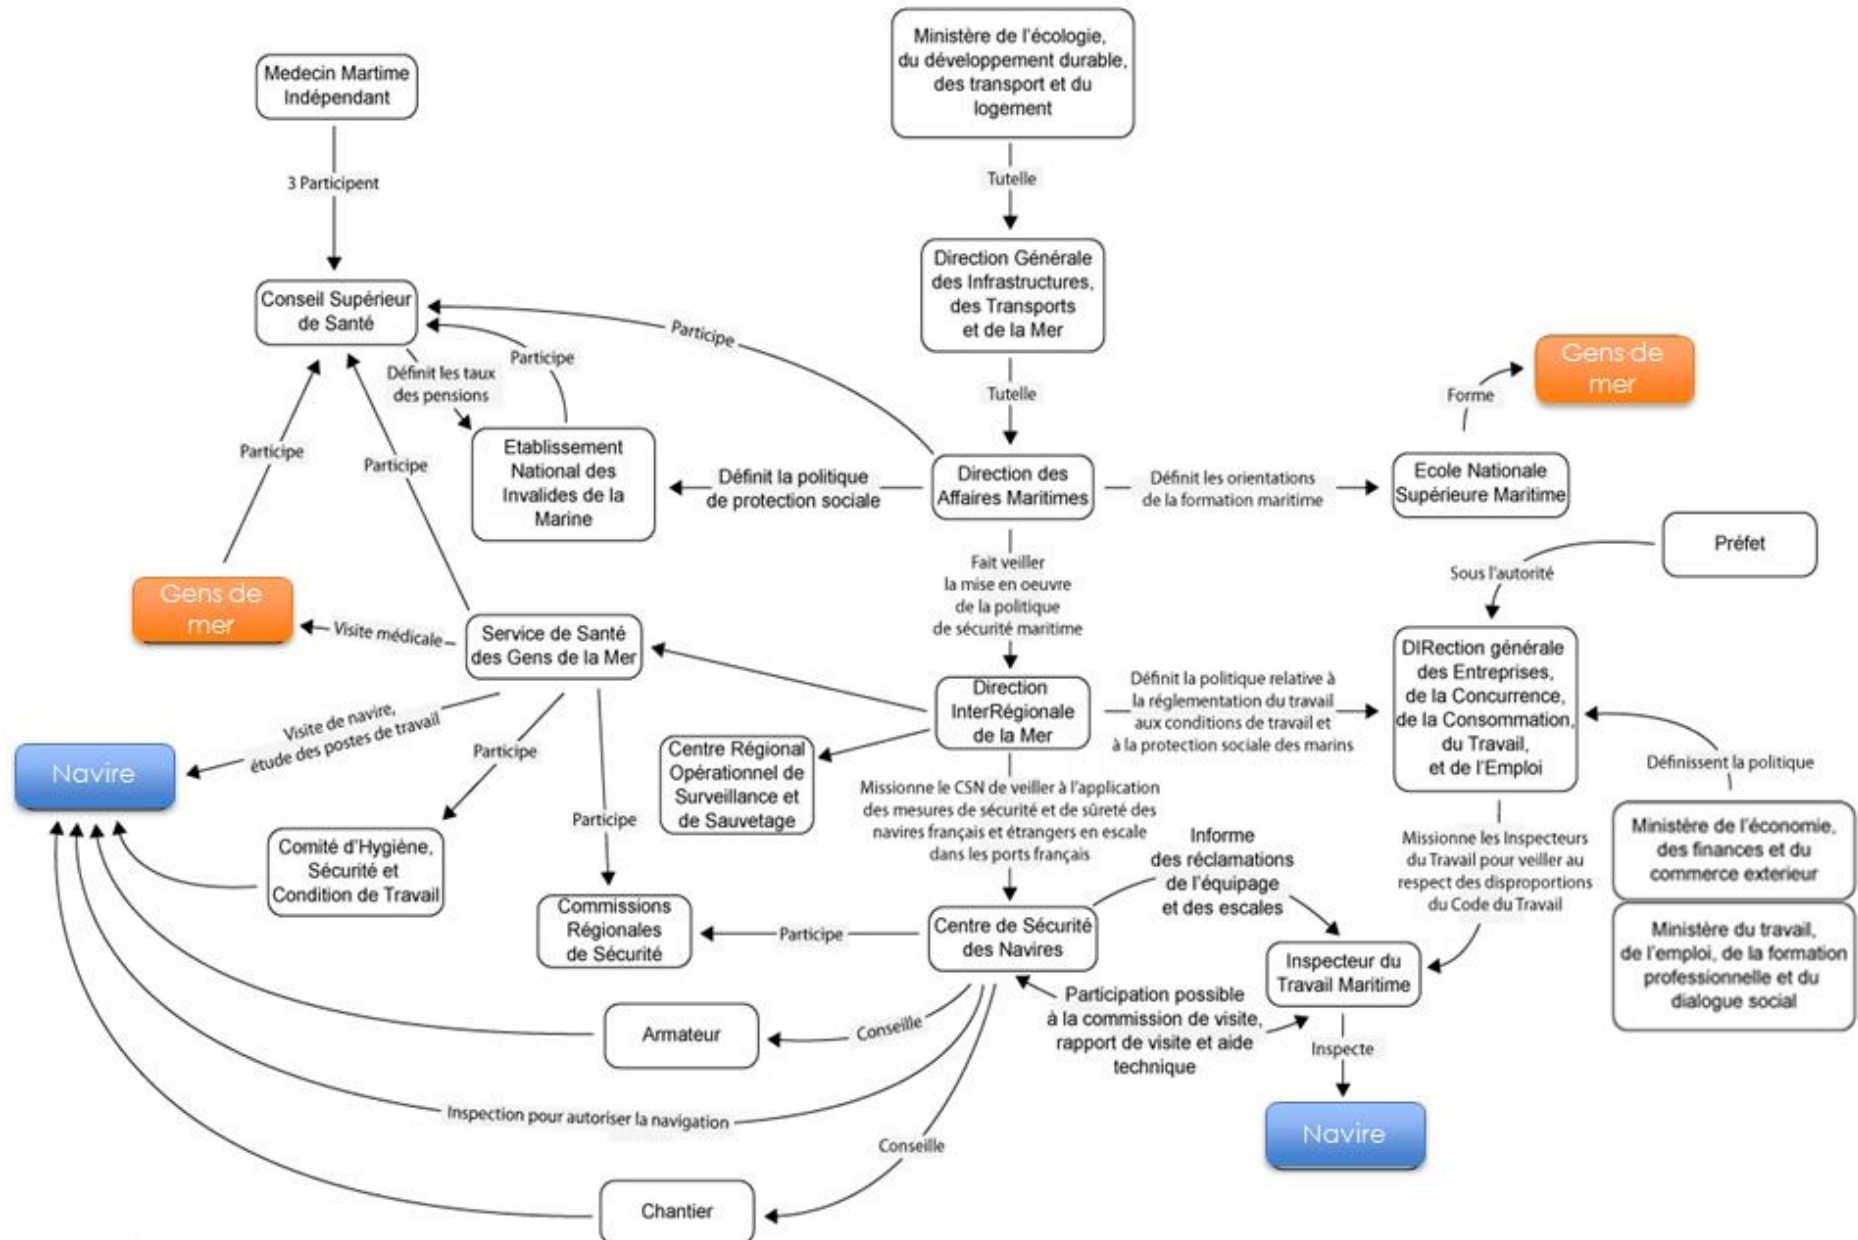 Ministère de l'écologie,
du développement durable,
des transport et du
logement
Medecin Martime
Indépendant
3 Participent
Tutelle
Direction Générale
des Infrastructures,
des Transports
et de la Mer
Conseil Supérieur
de Santé
Participe
Participe
Définit les taux
des pensions
Tutelle
Gens de
mer
Forme
Participe
Participe
Etablissement
National des
Invalides de la
Marine
Définit la politique
de protection sociale
Direction des
Affaires Maritimes
Définit les orientations
de la formation maritime
Ecole Nationale
Supérieure Maritime
Préfet
Sous l'autorité
Fait veiller
la mise en oeuvre
de la politique
de sécurité maritime
Gens de
mer
Visite médicale
Service de Santé
des Gens de la Mer
DIRection générale
des Entreprises,
de la Concurrence,
de la Consommation,
du Travail,
et de l'Emploi
Direction
InterRégionale
de la Mer
Définit la politique relative à
la réglementation du travail
aux conditions de travail et
à la protection sociale des marins
Visite de navire,
étude des postes de travail
Navire
Participe
Participe
Centre Régional
Opérationnel de
Surveillance et
de Sauvetage
Définissent la politique
Missionne le CSN de veiller à l'application
des mesures de sécurité et de sûreté des
navires français et étrangers en escale
dans les ports français
Informe
des réclamations
de l'équipage
et des escales
Missionne les Inspecteurs
du Travail pour veiller au
respect des disproportions
du Code du Travail
Ministère de l'économie,
des finances et du
commerce exterieur
Ministère du travail,
de l'emploi, de la formation
professionnelle et du
dialogue social
Comité d'Hygiène,
Sécurité et
Condition de Travail
Commissions
Régionales
de Sécurité
Participe
Centre de Sécurité
des Navires
Inspecteur du
Travail Maritime
Participation possible
à la commission de visite,
rapport de visite et aide
technique
Inspecte
Armateur
Conseille
Inspection pour autoriser la navigation
Navire
Conseille
Chantier